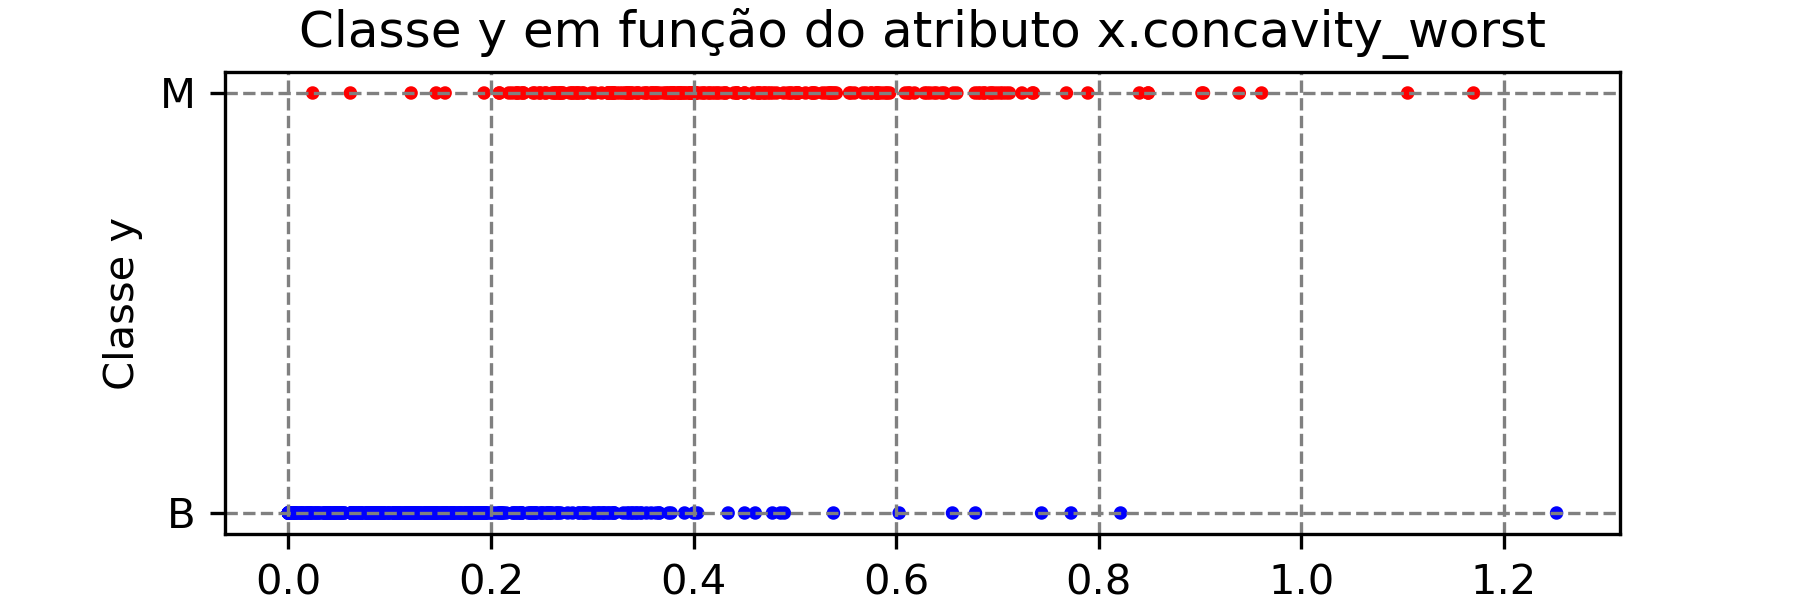 Classe y em função do atributo x.concavity_worst
M
Classe y
B
0.0 0.2 0.4 0.6 0.8 1.0 1.2